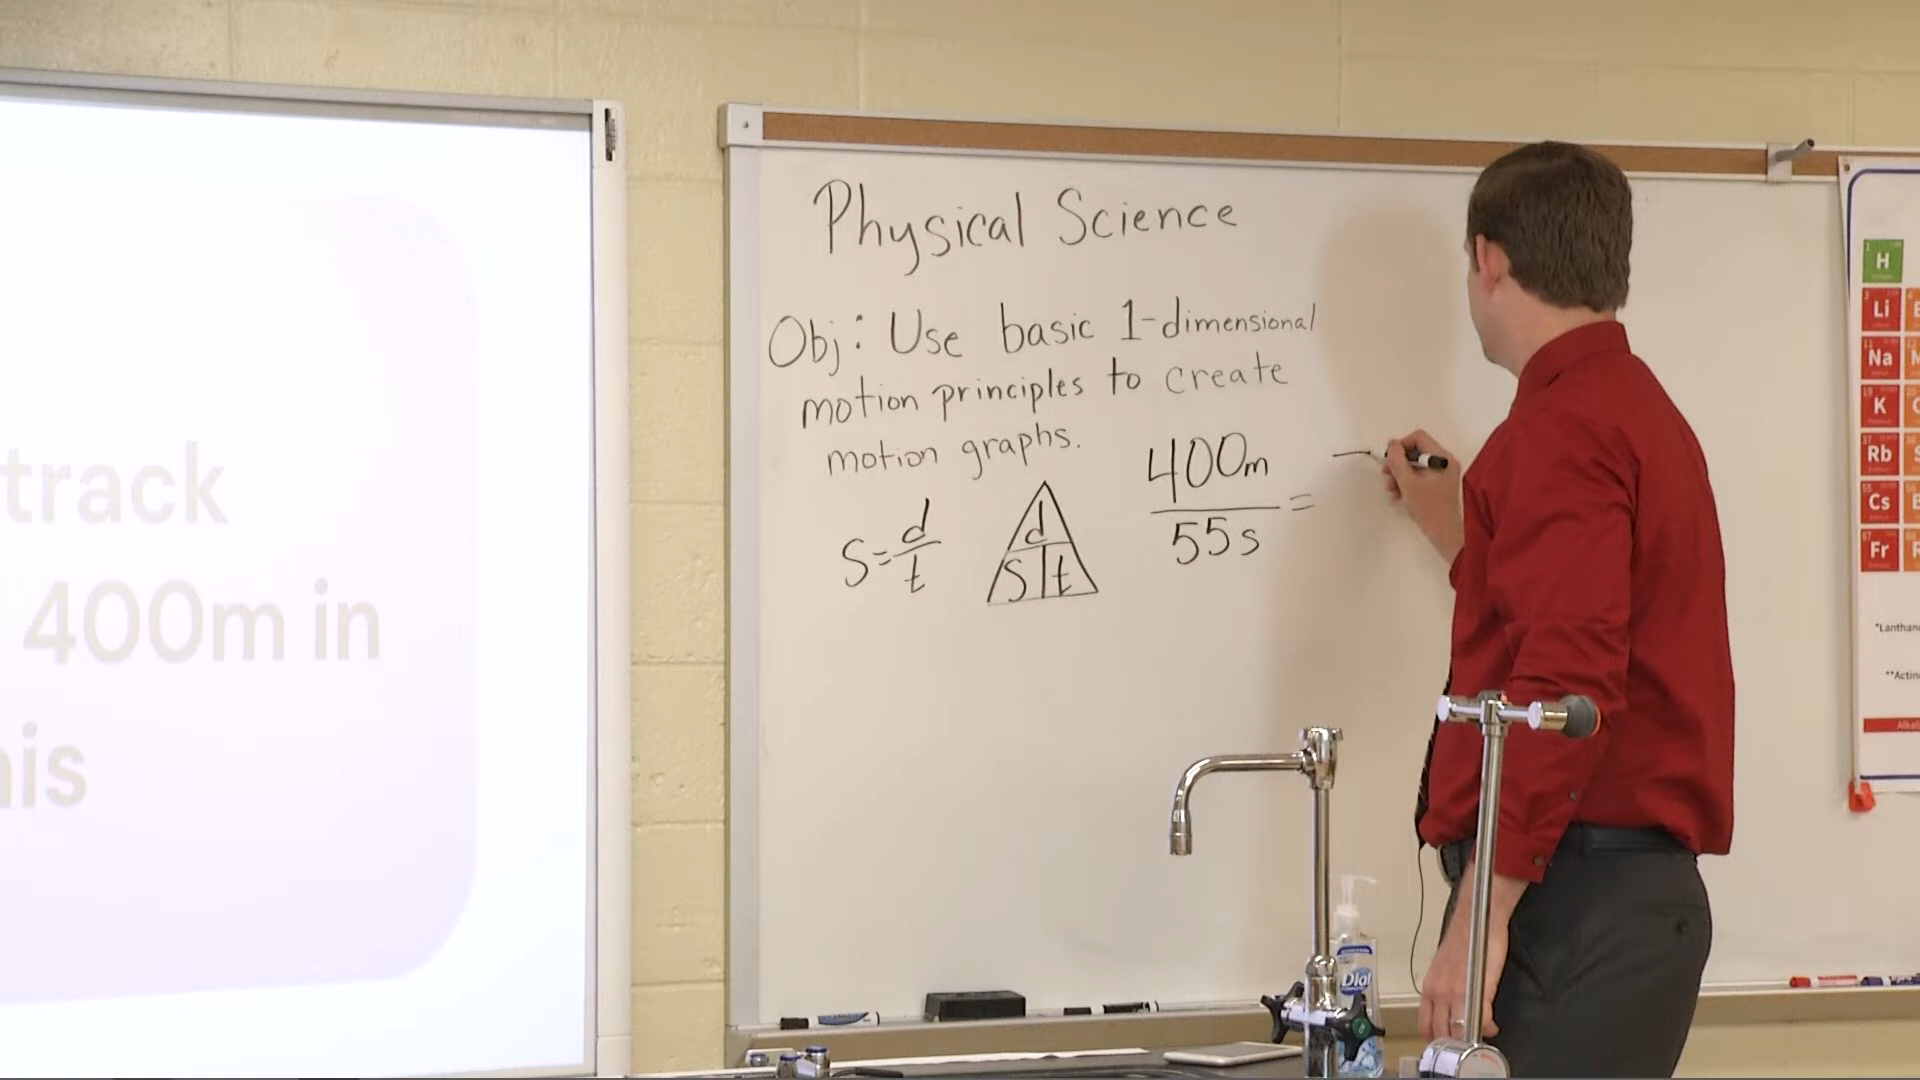 track
400m in
his
Physical Science
Obj: Use basic 1-dimensional
motion principles to create
motion graphs.
S=d/t
d
S t
400m
55s
=
H
Li
Na
K
Rb
Cs
Fr
Dial